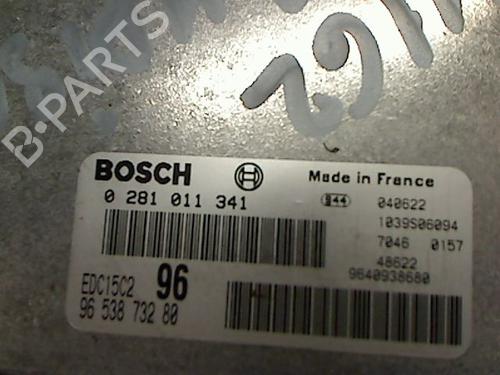 B-PARTS
BOSCH
Made in France
0 281 011 341
040622
1039S06094
7046 0157
48622
9640938680
EDC15C2 96
96 538 732 80